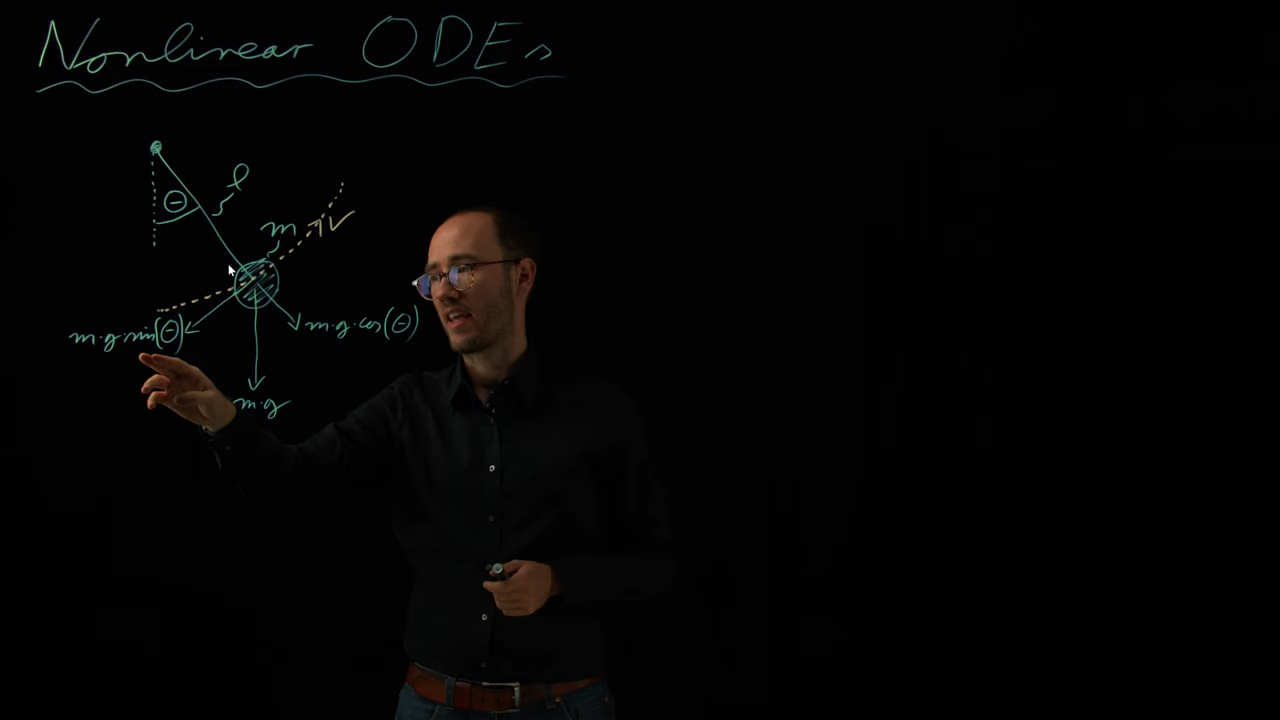 Nonlinear ODEs
Θ
l
m
v
m·g·sin(Θ)
m·g·cos(Θ)
m·g